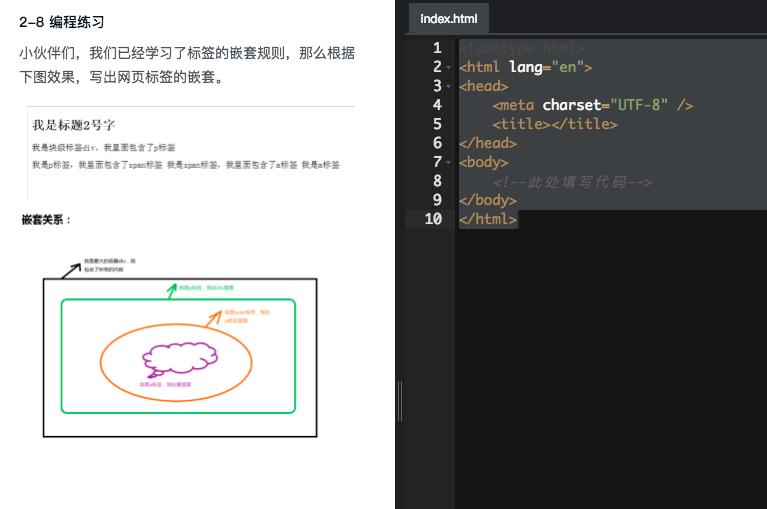 2-8 编程练习
小伙伴们，我们已经学习了标签的嵌套规则，那么根据
下图效果，写出网页标签的嵌套。
我是标题2号字
我是块级标签div，我里面包含了p标签
我是p标签，我里面包含了span标签 我是span标签，我里面包含了a标签 我是a标签
嵌套关系：
我是最大的容器div，我
包含了所有的内容
我是p标签，我在div里面
我是span标签，我在
p标签里面
我是a标签，我在最里面
index.html
1 <!doctype html>
2 <html lang="en">
3 <head>
4 <meta charset="UTF-8" />
5 <title></title>
6 </head>
7 <body>
8 <!--此处填写代码-->
9 </body>
10 </html>